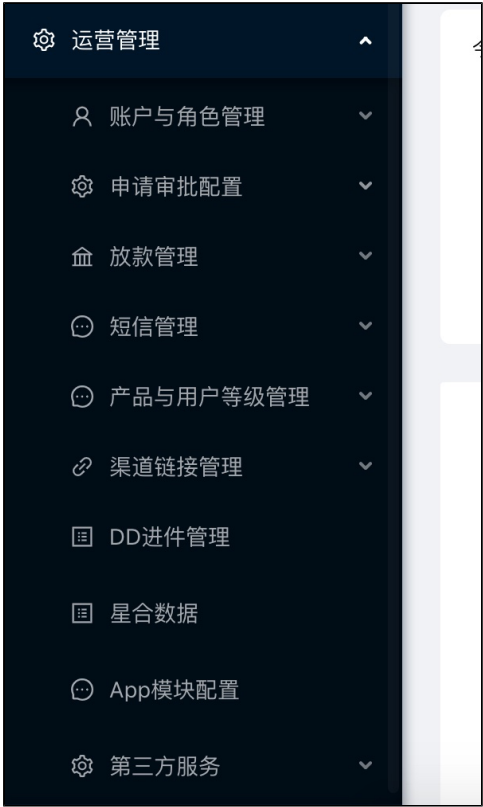 运营管理
账户与角色管理
申请审批配置
放款管理
短信管理
产品与用户等级管理
渠道链接管理
DD进件管理
星合数据
App模块配置
第三方服务